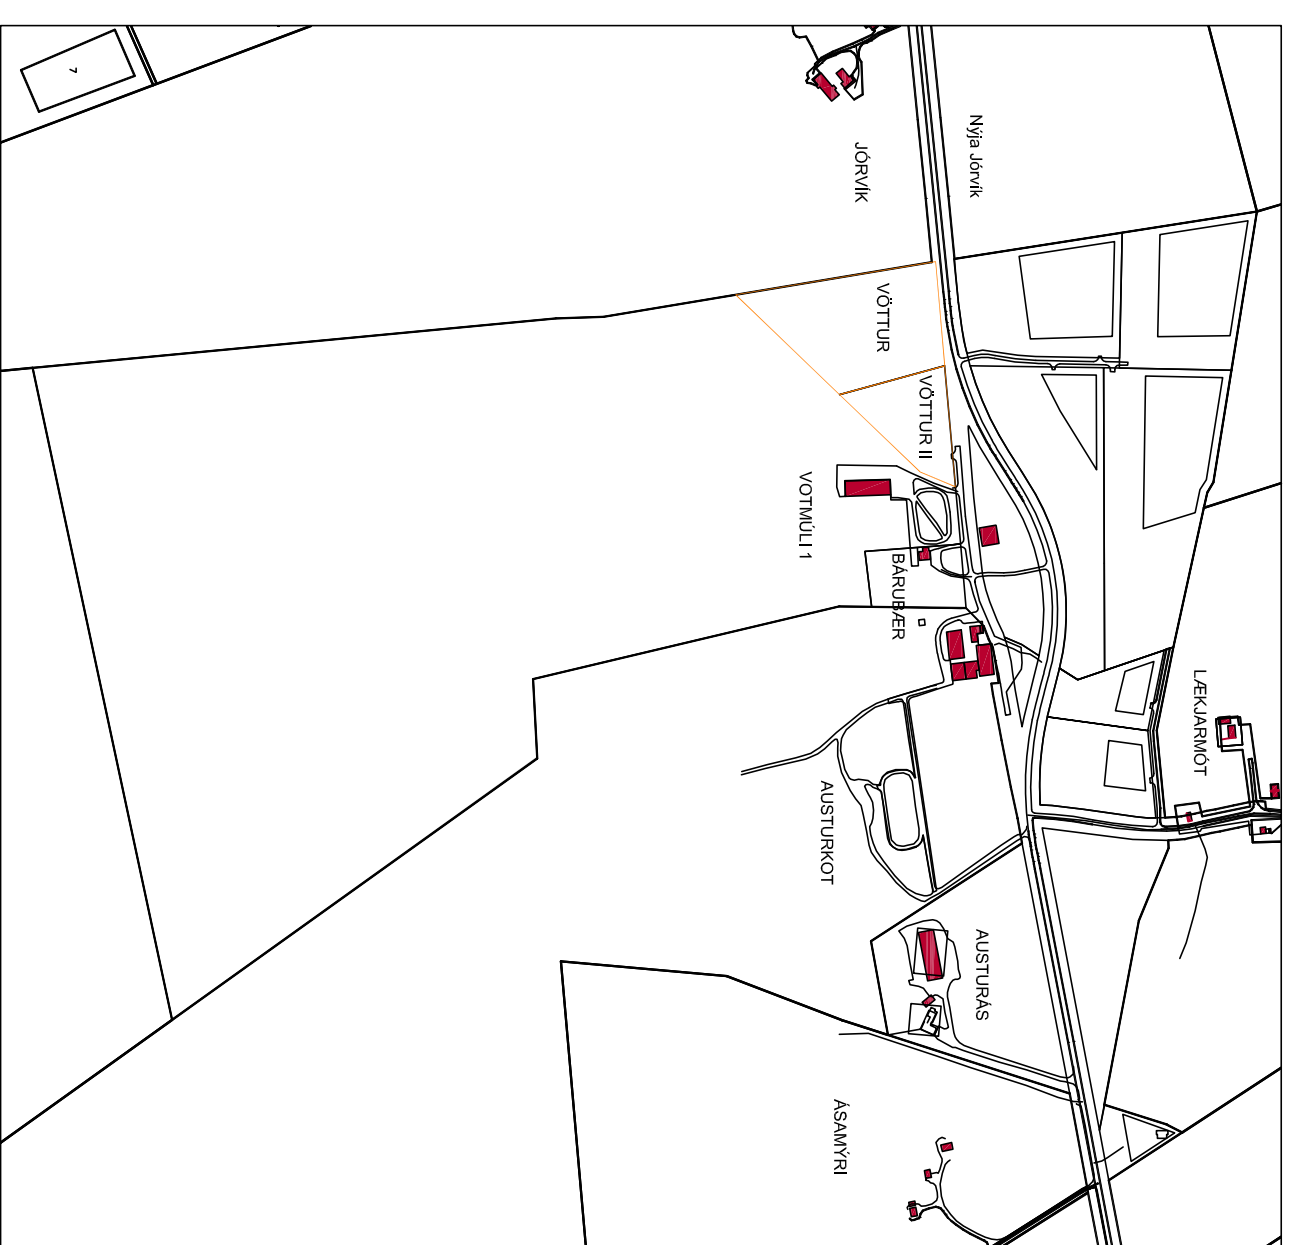 Nýja Jórvík
JÓRVÍK
VÖTTUR
VÖTTUR II
VOTMÚLI 1
BÁRUBÆR
LÆKJARMÓT
AUSTURKOT
AUSTURÁS
ÁSAMÝRI